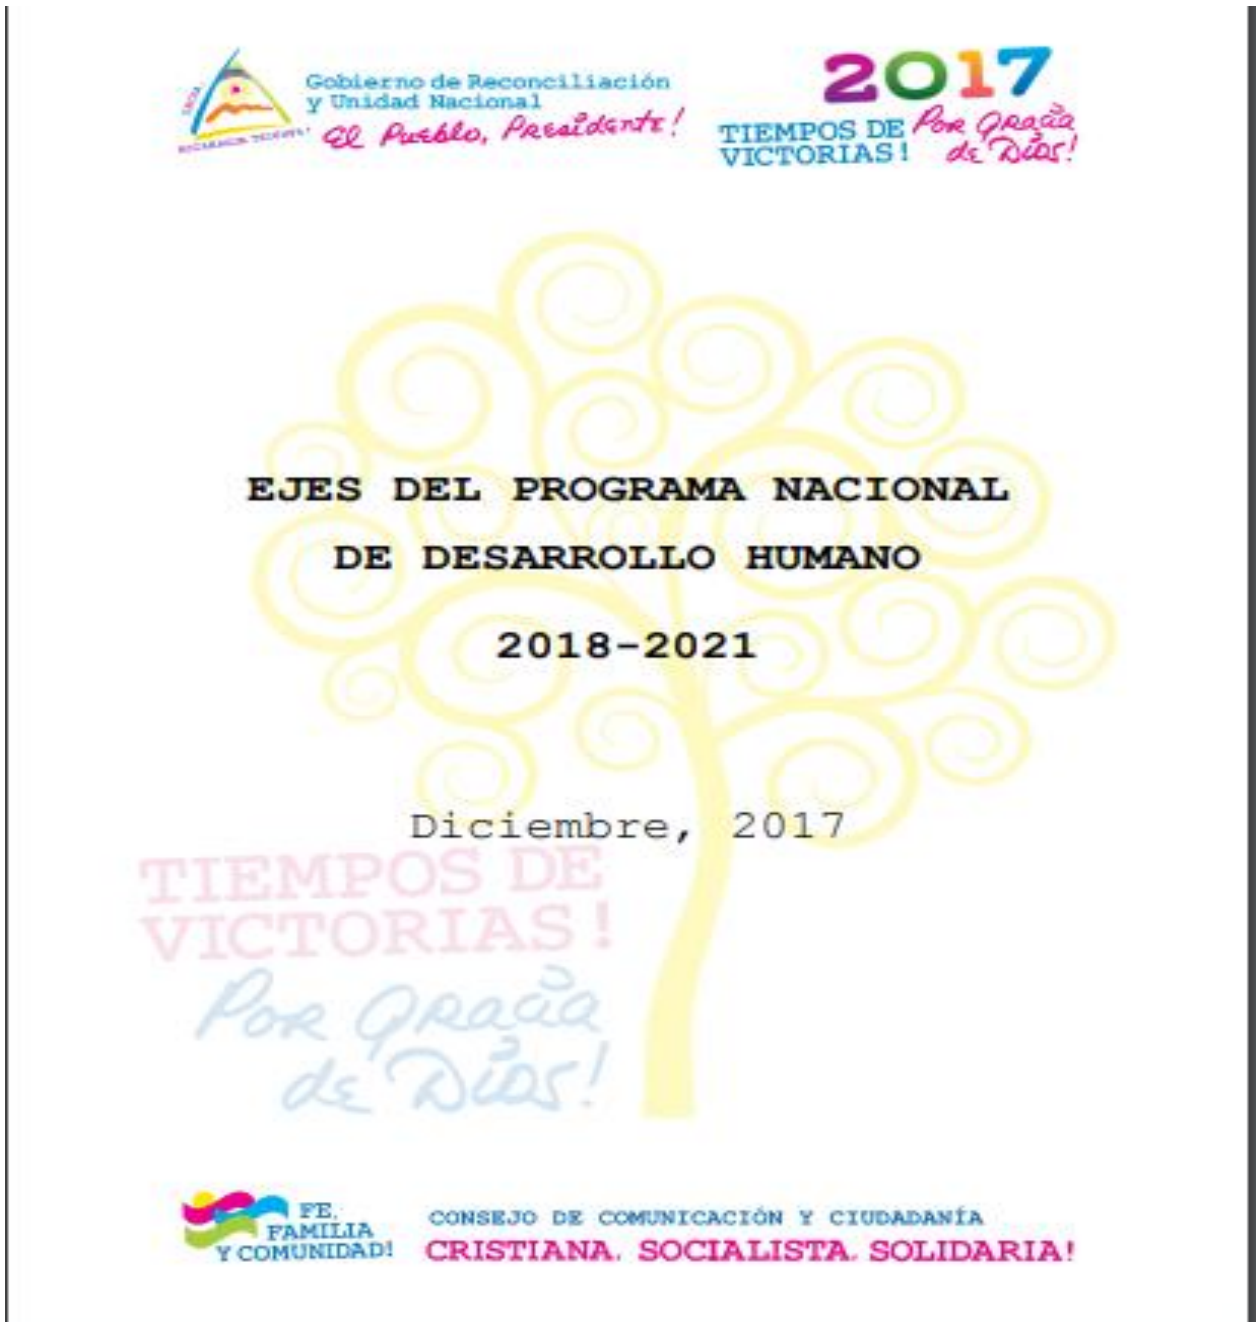 Gobierno de Reconciliación
y Unidad Nacional
El Pueblo, Presidente!
2017
TIEMPOS DE
VICTORIAS!
Por Gracia
de Dios!
EJES DEL PROGRAMA NACIONAL
DE DESARROLLO HUMANO
2018-2021
Diciembre, 2017
TIEMPOS DE
VICTORIAS!
Por Gracia
de Dios!
FE,
FAMILIA
Y COMUNIDAD!
CONSEJO DE COMUNICACIÓN Y CIUDADANÍA
CRISTIANA. SOCIALISTA. SOLIDARIA!